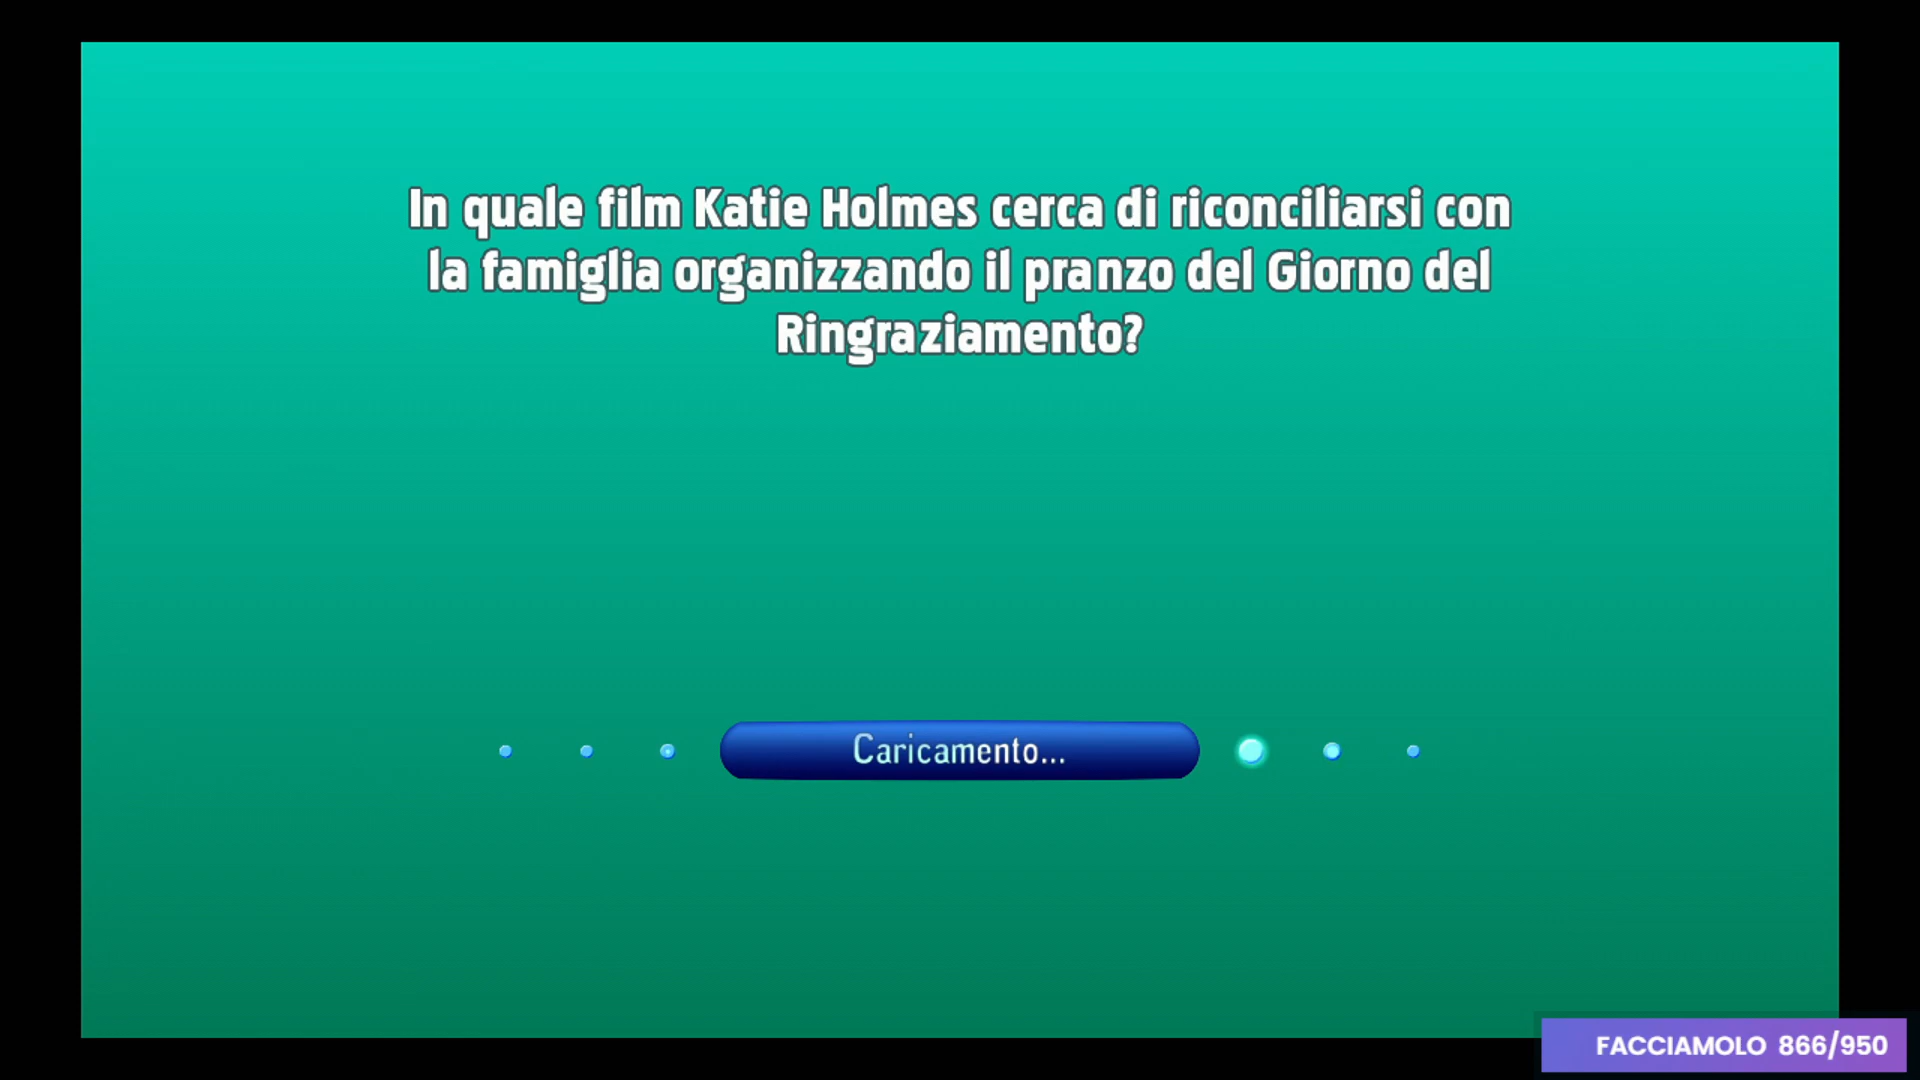 In quale film Katie Holmes cerca di riconciliarsi con
la famiglia organizzando il pranzo del Giorno del
Ringraziamento?
Caricamento...
FACCIAMOLO 866/950